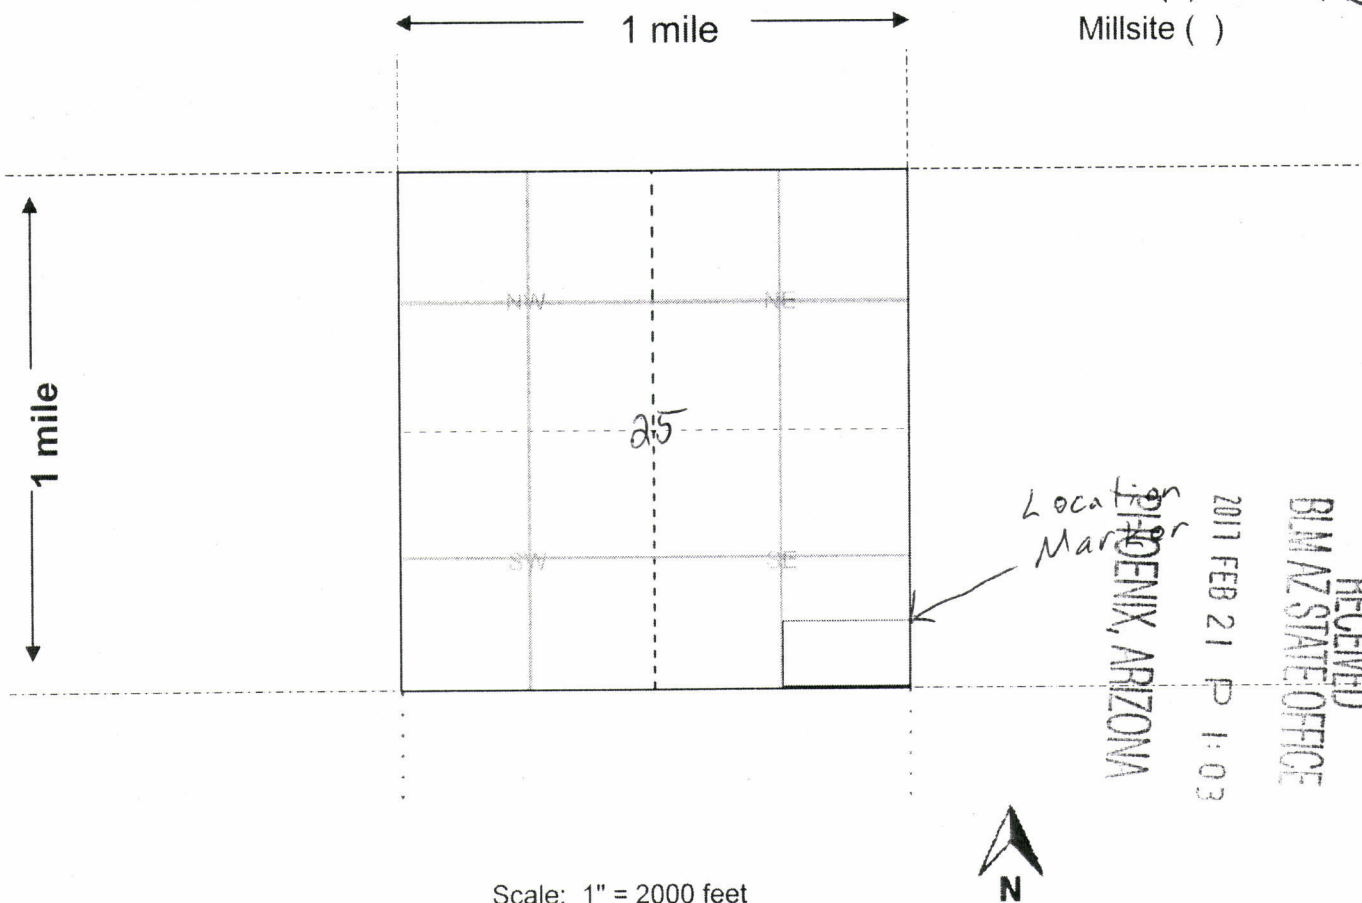 1 mile
Millsite ( )
NW
NE
1 mile
25
Location
Marker
SW
SE
RECEIVED
BLM AZ STATE OFFICE
2011 FEB 21 P 1:03
PHOENIX, ARIZONA
N
Scale: 1" = 2000 feet